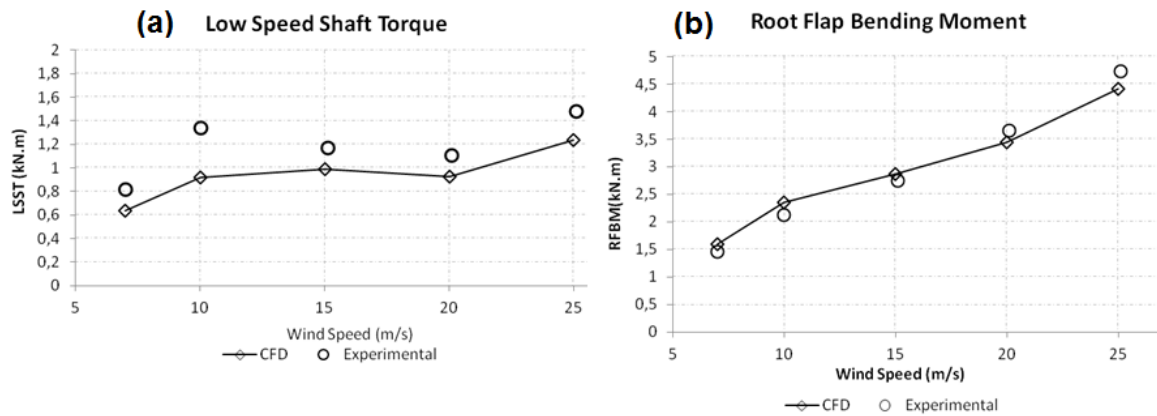 (a) Low Speed Shaft Torque
2
1,8
1,6
1,4
1,2
1
0,8
0,6
0,4
0,2
0
LSST (kN.m)
5 10 15 20 25
Wind Speed (m/s)
CFD Experimental
(b) Root Flap Bending Moment
5
4,5
4
3,5
3
2,5
2
1,5
1
0,5
0
RFBM(kN.m)
5 10 15 20 25
Wind Speed (m/s)
CFD Experimental